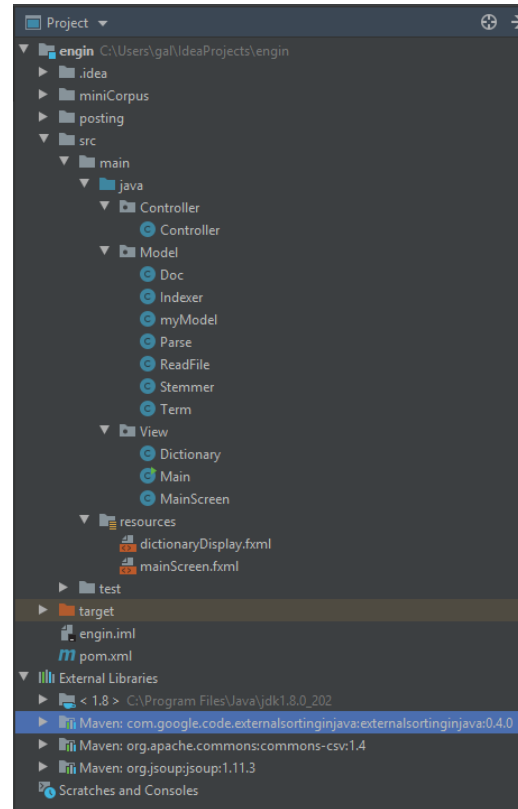 Project
engin C:\Users\gal\IdeaProjects\engin
.idea
miniCorpus
posting
src
main
java
Controller
Controller
Model
Doc
Indexer
myModel
Parse
ReadFile
Stemmer
Term
View
Dictionary
Main
MainScreen
resources
dictionaryDisplay.fxml
mainScreen.fxml
test
target
engin.iml
pom.xml
External Libraries
< 1.8 > C:\Program Files\Java\jdk1.8.0_202
Maven: com.google.code.externalsortinginjava:externalsortinginjava:0.4.0
Maven: org.apache.commons:commons-csv:1.4
Maven: org.jsoup:jsoup:1.11.3
Scratches and Consoles